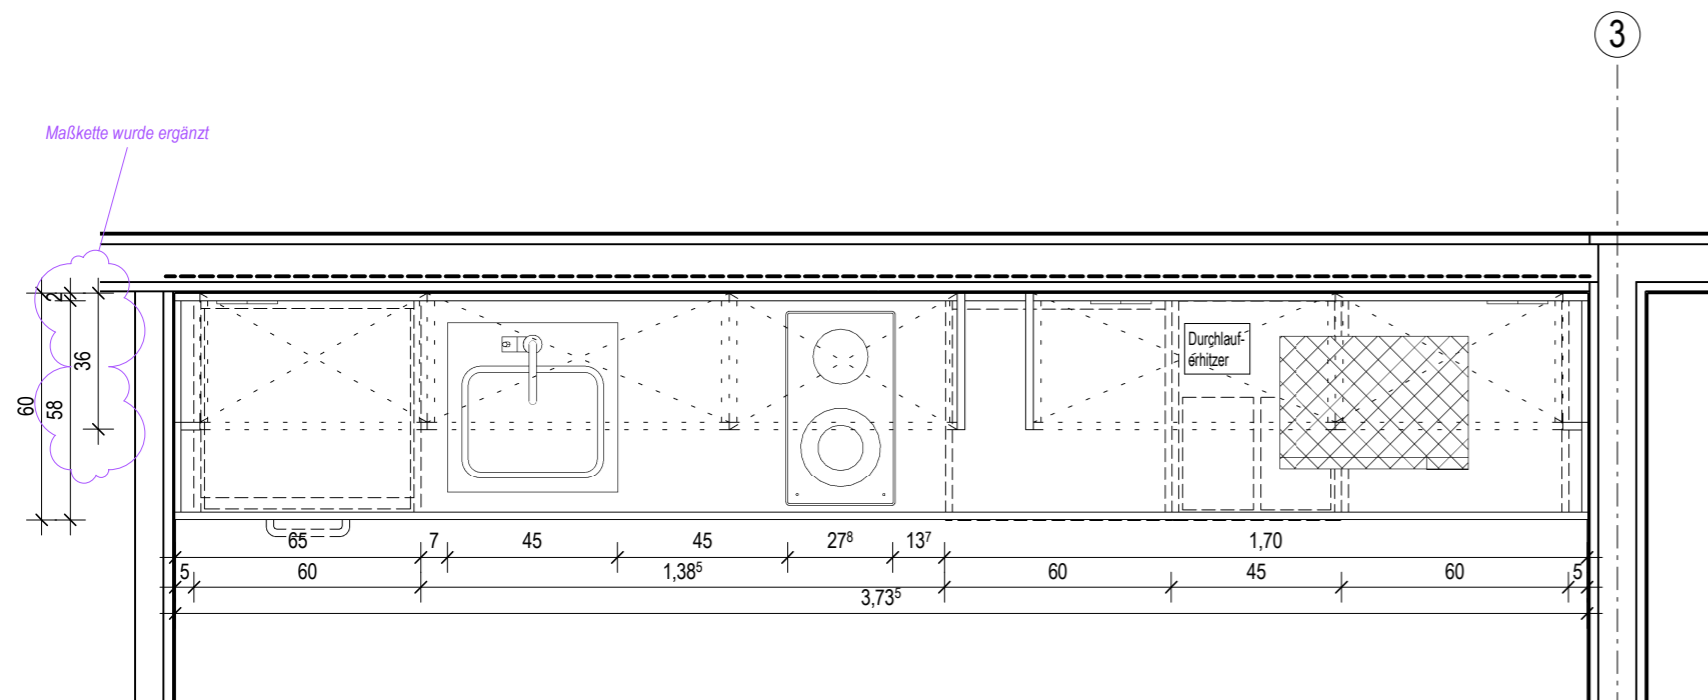 3
Maßkette wurde ergänzt
2
36
60
58
Durchlauf-
erhitzer
65 7 45 45 27⁸ 13⁷ 1,70
5 60 1,38⁵ 60 45 60 5
3,73⁵